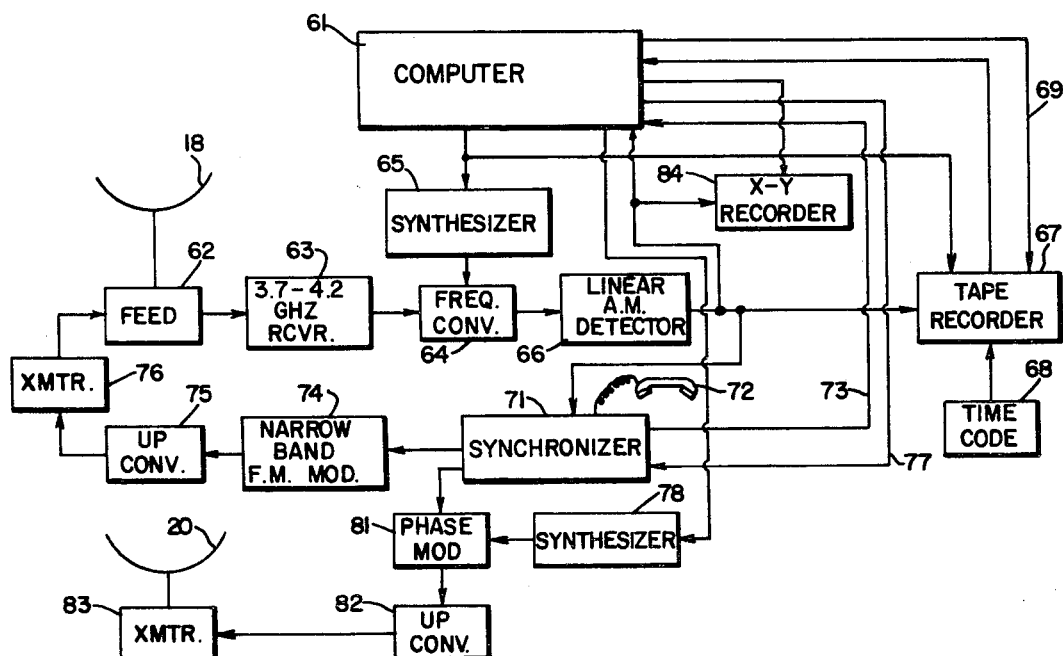 61
COMPUTER
69
18
65
SYNTHESIZER
84
X-Y
RECORDER
67
TAPE
RECORDER
62
FEED
63
3.7-4.2
GHZ
RCVR.
FREQ.
CONV.
64
LINEAR
A.M.
DETECTOR
66
XMTR.
76
75
UP
CONV.
74
NARROW
BAND
F.M. MOD.
71
SYNCHRONIZER
72
73
77
68
TIME
CODE
20
81
PHASE
MOD
78
SYNTHESIZER
83
XMTR.
82
UP
CONV.